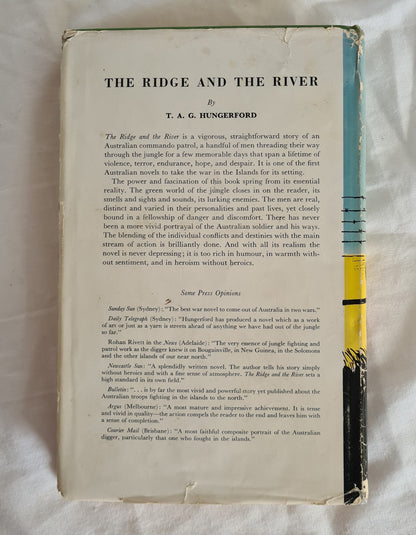 THE RIDGE AND THE RIVER
By
T. A. G. HUNGERFORD
The Ridge and the River is a vigorous, straightforward story of an
Australian commando patrol, a handful of men threading their way
through the jungle for a few memorable days that span a lifetime of
violence, terror, endurance, hope, and despair. It is one of the first
Australian novels to take the war in the Islands for its setting.
The power and fascination of this book spring from its essential
reality. The green world of the jungle closes in on the reader, its
smells and sights and sounds, its lurking enemy. The men are real,
distinct and varied in their personalities and past lives, yet closely
bound in a fellowship of danger and discomfort. There has never
been a more vivid portrayal of the Australian soldier and his ways.
The blending of the individual conflicts and destinies with the main
stream of action is brilliantly done. And with all its realism the
novel is never depressing; it is too rich in humour, in warmth with-
out sentiment, and in heroism without heroics.
Some Press Opinions
Sunday Sun (Sydney): "The best war novel to come out of Australia in two wars."
Daily Telegraph (Sydney): "Hungerford has produced a novel which as a work
of art or just as a yarn is streets ahead of anything we have had out of the jungle
so far."
Rohan Rivett in the News (Adelaide): "The very essence of jungle fighting and
patrol work as the digger knew it on Bougainville, in New Guinea, in the Solomons
and the other islands of our near north."
Newcastle Sun: "A splendidly written novel. The author tells his story simply
without heroics and with a fine sense of atmosphere. The Ridge and the River sets a
high standard in its own field."
Bulletin: ". . . is by far the most vivid and powerful story yet published about the
Australian troops fighting in the islands to the north."
Argus (Melbourne): "A most mature and impressive achievement. It is tense
and vivid in quality—the action compels the reader to the end and leaves him with
a sense of completion."
Courier Mail (Brisbane): "A most faithful composite portrait of the Australian
digger, particularly that one who fought in the islands."